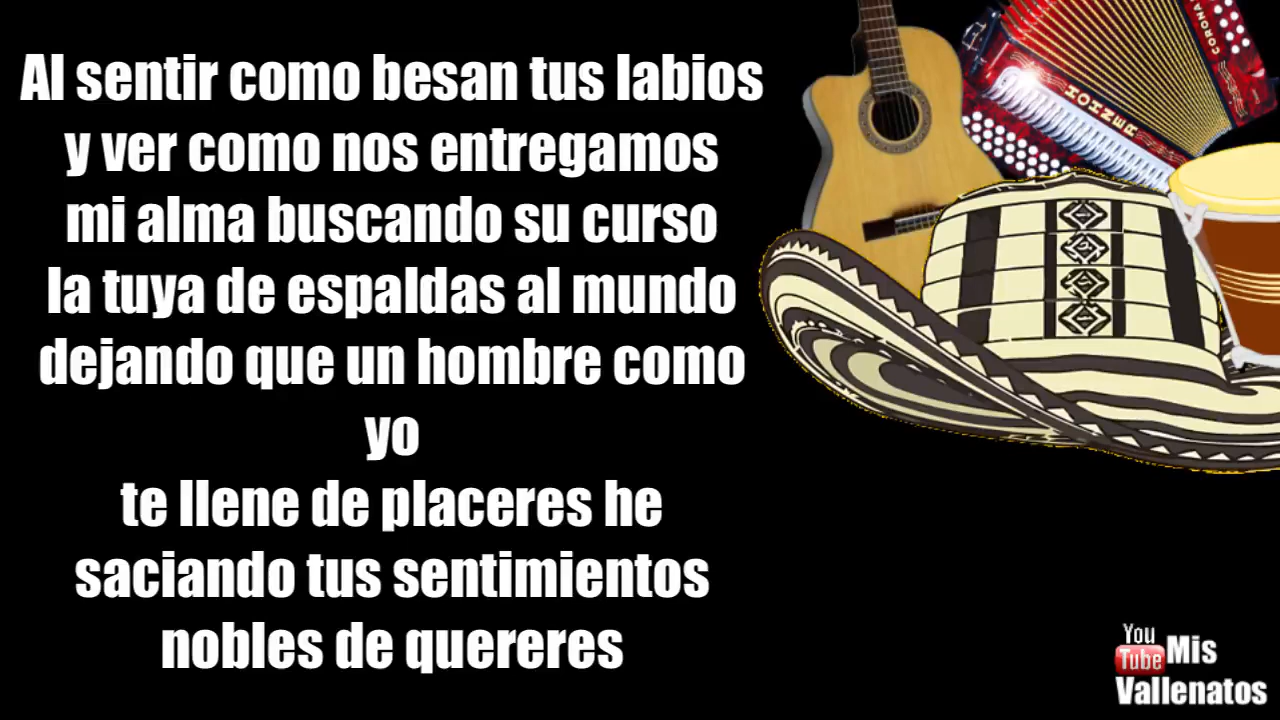 Al sentir como besan tus labios
y ver como nos entregamos
mi alma buscando su curso
la tuya de espaldas al mundo
dejando que un hombre como
yo
te llene de placeres he
saciando tus sentimientos
nobles de quereres
HOHNER
CORONA
You
Tube Mis
Vallenatos